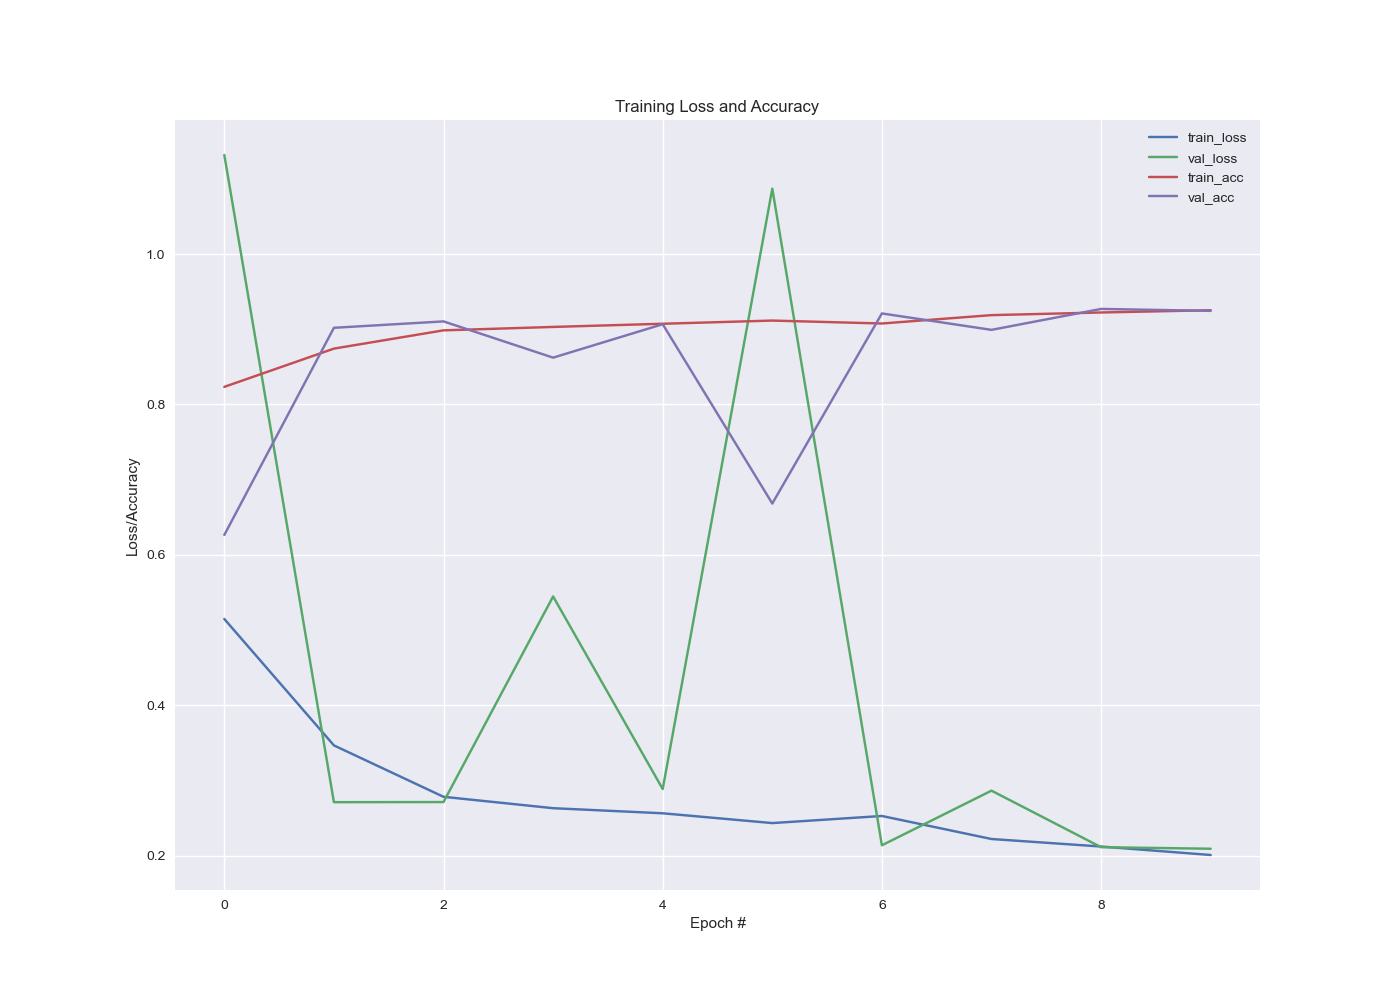 Training Loss and Accuracy
train_loss
val_loss
train_acc
val_acc
1.0
0.8
0.6
0.4
0.2
Loss/Accuracy
0 2 4 6 8
Epoch #